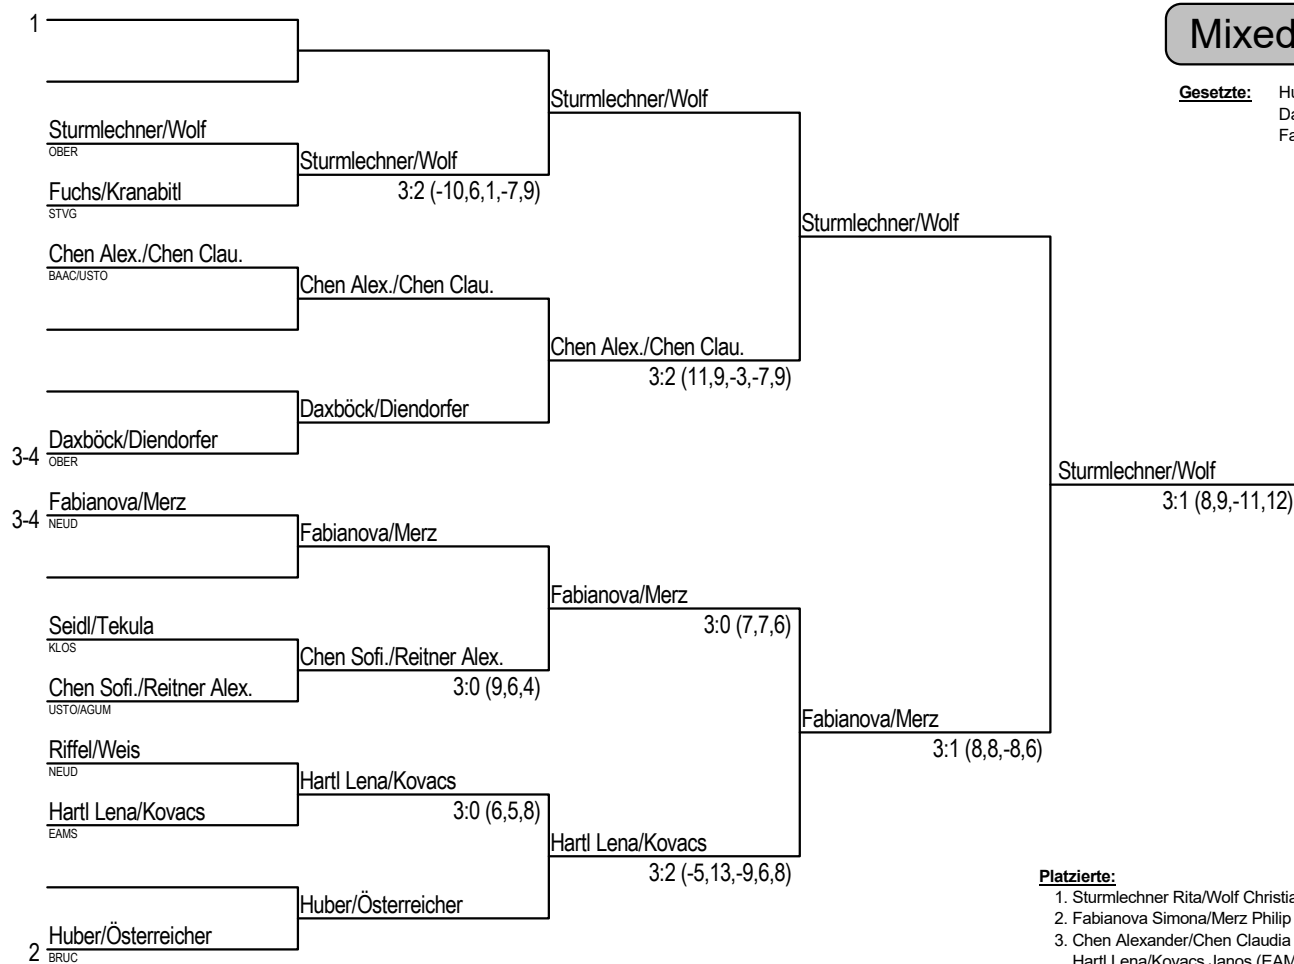 Mixed
Gesetzte:
1
Sturmlechner/Wolf
OBER
Fuchs/Kranabitl
STVG
Chen Alex./Chen Clau.
BAAC/USTO
Daxböck/Diendorfer
3-4 OBER
Fabianova/Merz
3-4 NEUD
Seidl/Tekula
KLOS
Chen Sofi./Reitner Alex.
USTO/AGUM
Riffel/Weis
NEUD
Hartl Lena/Kovacs
EAMS
Huber/Österreicher
2 BRUC
Sturmlechner/Wolf
3:2 (-10,6,1,-7,9)
Chen Alex./Chen Clau.
Daxböck/Diendorfer
Fabianova/Merz
Chen Sofi./Reitner Alex.
3:0 (9,6,4)
Hartl Lena/Kovacs
3:0 (6,5,8)
Huber/Österreicher
Sturmlechner/Wolf
Chen Alex./Chen Clau.
3:2 (11,9,-3,-7,9)
Fabianova/Merz
3:0 (7,7,6)
Hartl Lena/Kovacs
3:2 (-5,13,-9,6,8)
Sturmlechner/Wolf
Fabianova/Merz
3:1 (8,8,-8,6)
Sturmlechner/Wolf
3:1 (8,9,-11,12)
Platzierte:
1. Sturmlechner Rita/Wolf Christia
2. Fabianova Simona/Merz Philip
3. Chen Alexander/Chen Claudia
Hartl Lena/Kovacs Janos (EAM